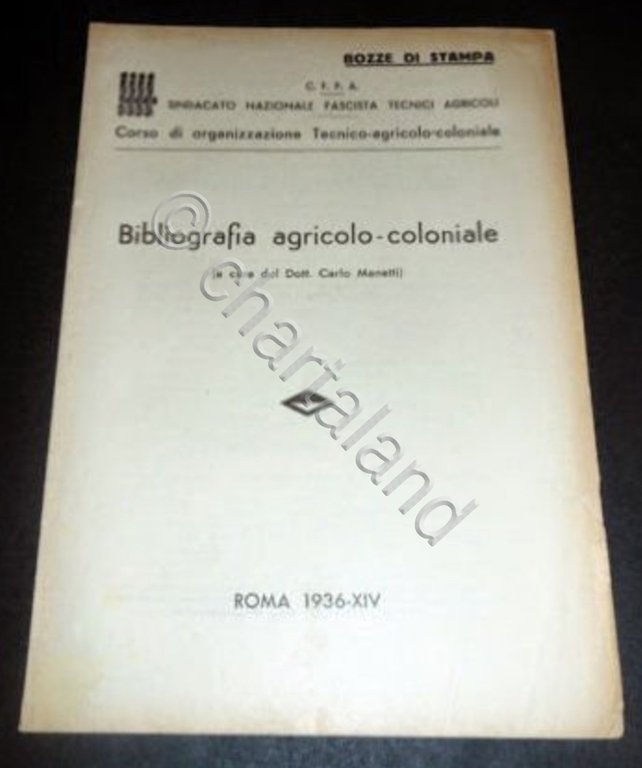 BOZZE DI STAMPA
C. F. P. A.
SINDACATO NAZIONALE FASCISTA TECNICI AGRICOLI
Corso di organizzazione Tecnico-agricolo-coloniale
Bibliografia agricolo-coloniale
(a cura del Dott. Carlo Manetti)
© charialand
ROMA 1936-XIV